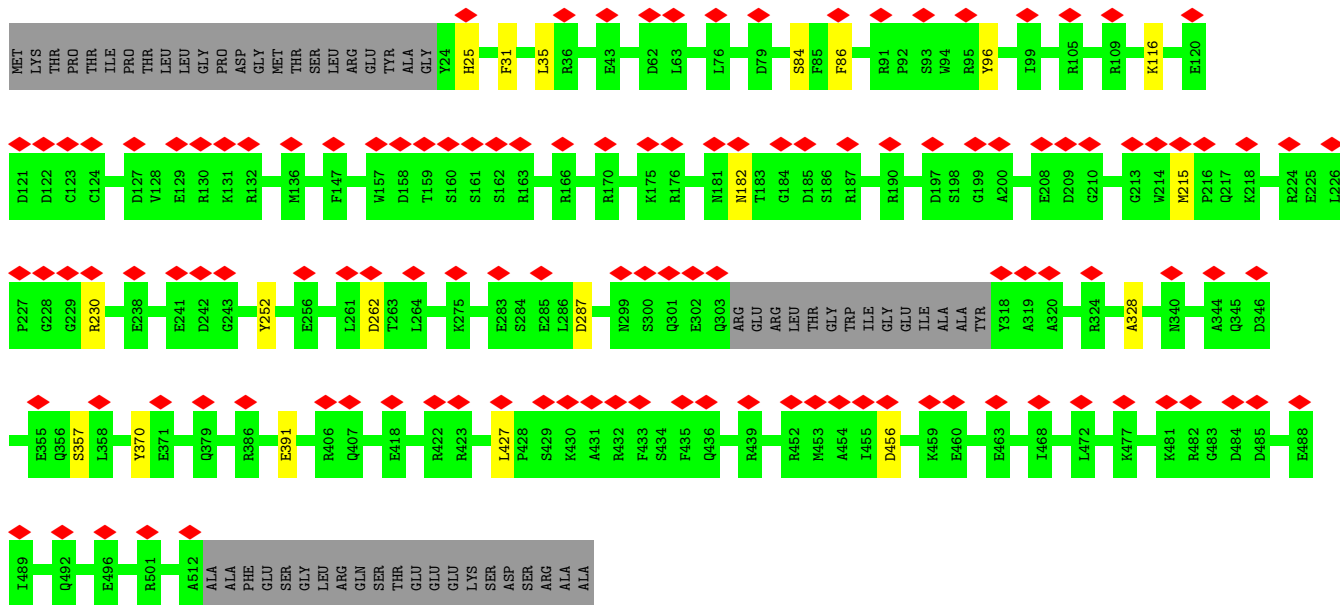 MET LYS THR PRO THR ILE PRO THR LEU LEU GLY PRO ASP GLY MET THR SER LEU ARG GLU TYR ALA GLY Y24 H25 F31 L35 R36 E43 D62 L63 L76 D79 S84 F85 F86 R91 P92 S93 W94 R95 Y96 I99 R105 R109 K116 E120
D121 D122 C123 C124 D127 V128 E129 R130 K131 R132 M136 F147 W157 D158 T159 S160 S161 S162 R163 R166 R170 K175 R176 N181 N182 T183 G184 D185 S186 R187 R190 D197 S198 G199 A200 E208 D209 G210 G213 W214 M215 P216 Q217 K218 R224 E225 L226
P227 G228 G229 R230 E238 E241 D242 G243 Y252 E256 L261 D262 T263 L264 K275 E283 S284 E285 L286 D287 N299 S300 Q301 E302 Q303 ARG GLU ARG LEU THR GLY TRP ILE GLY GLU ILE ALA ALA TYR Y318 A319 A320 R324 A328 N340 A344 Q345 D346
E355 Q356 S357 L358 Y370 E371 Q379 R386 E391 R406 Q407 E418 R422 R423 L427 P428 S429 K430 A431 R432 F433 S434 F435 Q436 R439 R452 M453 A454 I455 D456 K459 E460 E463 I468 L472 K477 K481 R482 G483 D484 D485 E488
I489 Q492 E496 R501 A512 ALA ALA PHE GLU SER GLY LEU ARG GLN SER THR GLU GLU GLU LYS SER ASP SER ARG ALA ALA